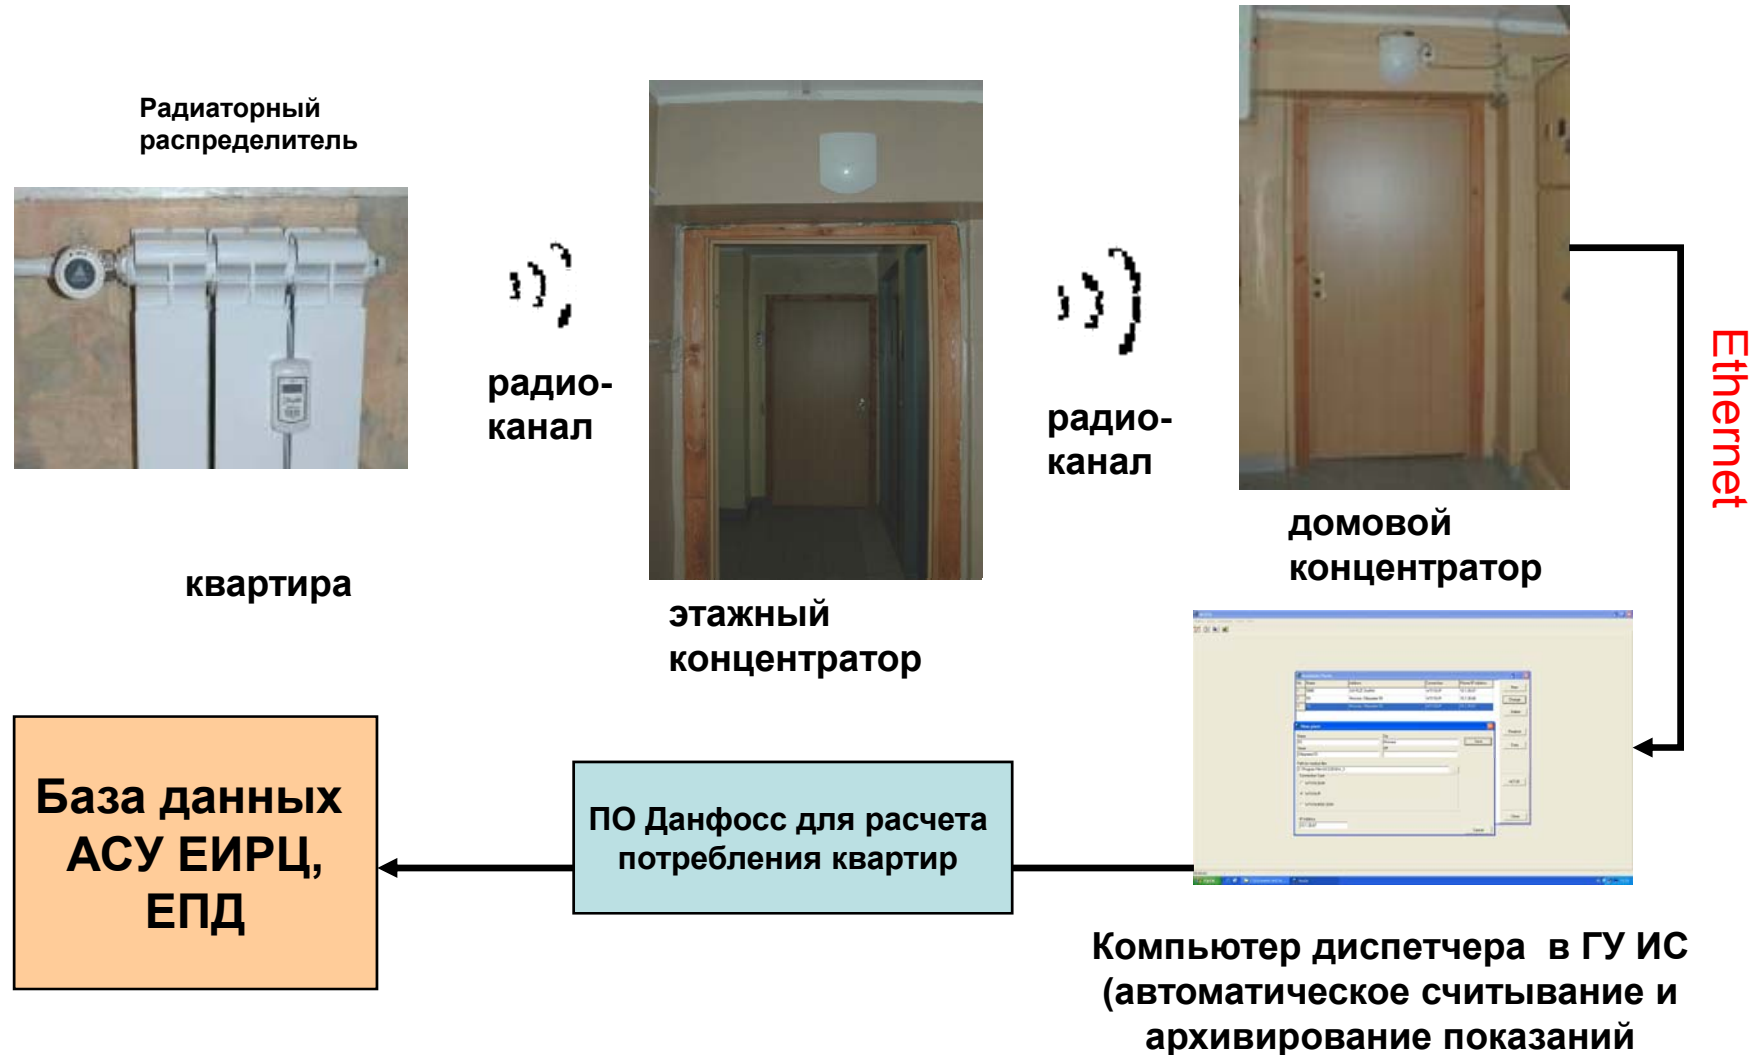 Радиаторный
распределитель
радио-
канал
радио-
канал
Ethernet
домовой
концентратор
квартира
этажный
концентратор
База данных
АСУ ЕИРЦ,
ЕПД
ПО Данфосс для расчета
потребления квартир
Компьютер диспетчера в ГУ ИС
(автоматическое считывание и
архивирование показаний